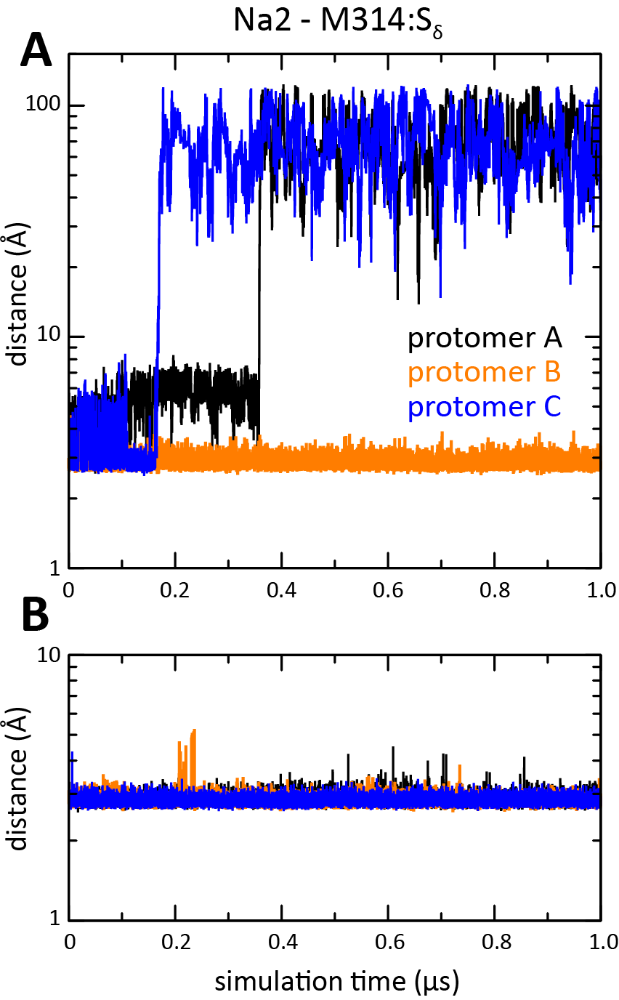 Na2 - M314:Sδ
A
100
10
1
distance (Å)
protomer A
protomer B
protomer C
0 0.2 0.4 0.6 0.8 1.0
B
10
1
distance (Å)
0 0.2 0.4 0.6 0.8 1.0
simulation time (μs)